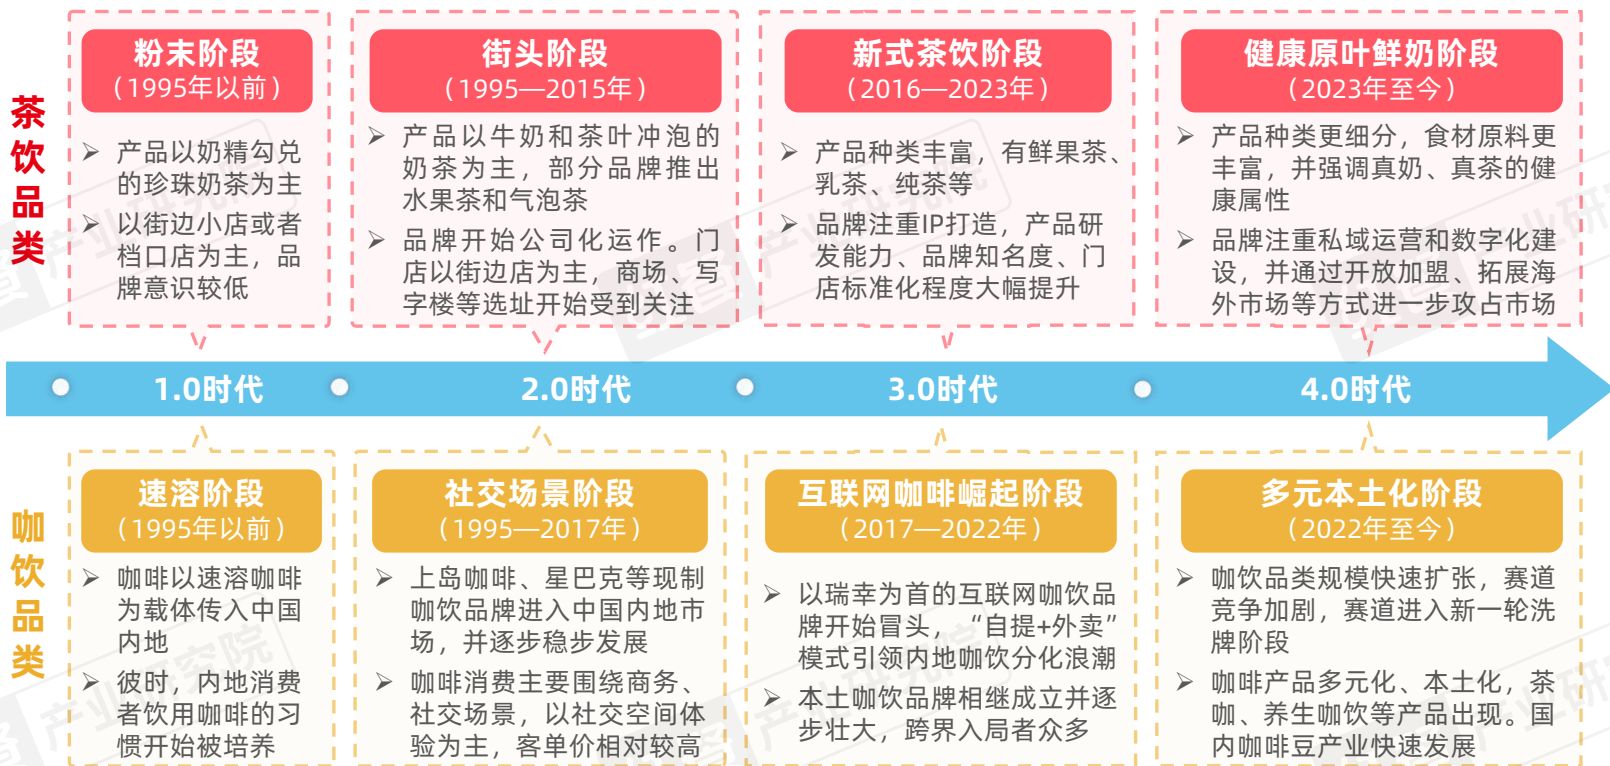 茶饮品类
粉末阶段
（1995年以前）
产品以奶精勾兑
的珍珠奶茶为主
以街边小店或者
档口店为主，品
牌意识较低
街头阶段
（1995—2015年）
产品以牛奶和茶叶冲泡的
奶茶为主，部分品牌推出
水果茶和气泡茶
品牌开始公司化运作。门
店以街边店为主，商场、写
字楼等选址开始受到关注
新式茶饮阶段
（2016—2023年）
产品种类丰富，有鲜果茶、
乳茶、纯茶等
品牌注重IP打造，产品研
发能力、品牌知名度、门
店标准化程度大幅提升
健康原叶鲜奶阶段
（2023年至今）
产品种类更细分，食材原料更
丰富，并强调真奶、真茶的健
康属性
品牌注重私域运营和数字化建
设，并通过开放加盟、拓展海
外市场等方式进一步攻占市场
1.0时代
2.0时代
3.0时代
4.0时代
咖饮品类
速溶阶段
（1995年以前）
咖啡以速溶咖啡
为载体传入中国
内地
彼时，内地消费
者饮用咖啡的习
惯开始被培养
社交场景阶段
（1995—2017年）
上岛咖啡、星巴克等现制
咖饮品牌进入中国内地市
场，并逐步稳步发展
咖啡消费主要围绕商务、
社交场景，以社交空间体
验为主，客单价相对较高
互联网咖啡崛起阶段
（2017—2022年）
以瑞幸为首的互联网咖饮品
牌开始冒头，“自提+外卖”
模式引领内地咖饮分化浪潮
本土咖饮品牌相继成立并逐
步壮大，跨界入局者众多
多元本土化阶段
（2022年至今）
咖饮品类规模快速扩张，赛道
竞争加剧，赛道进入新一轮洗
牌阶段
咖啡产品多元化、本土化，茶
咖、养生咖饮等产品出现。国
内咖啡豆产业快速发展
产业研究院